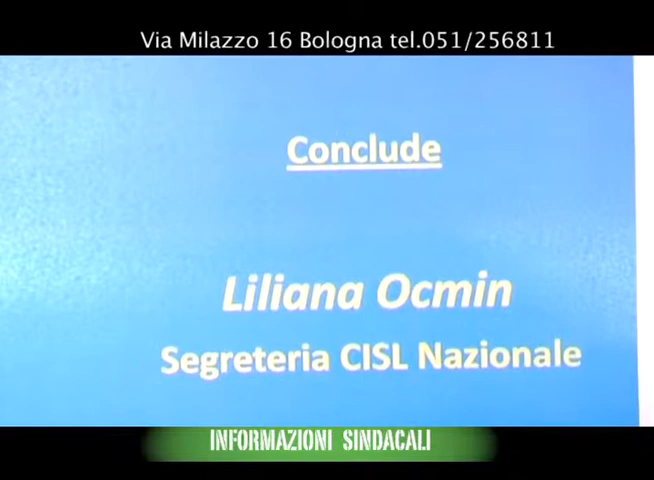 Via Milazzo 16 Bologna tel.051/256811
Conclude
Liliana Ocmin
Segreteria CISL Nazionale
INFORMAZIONI SINDACALI